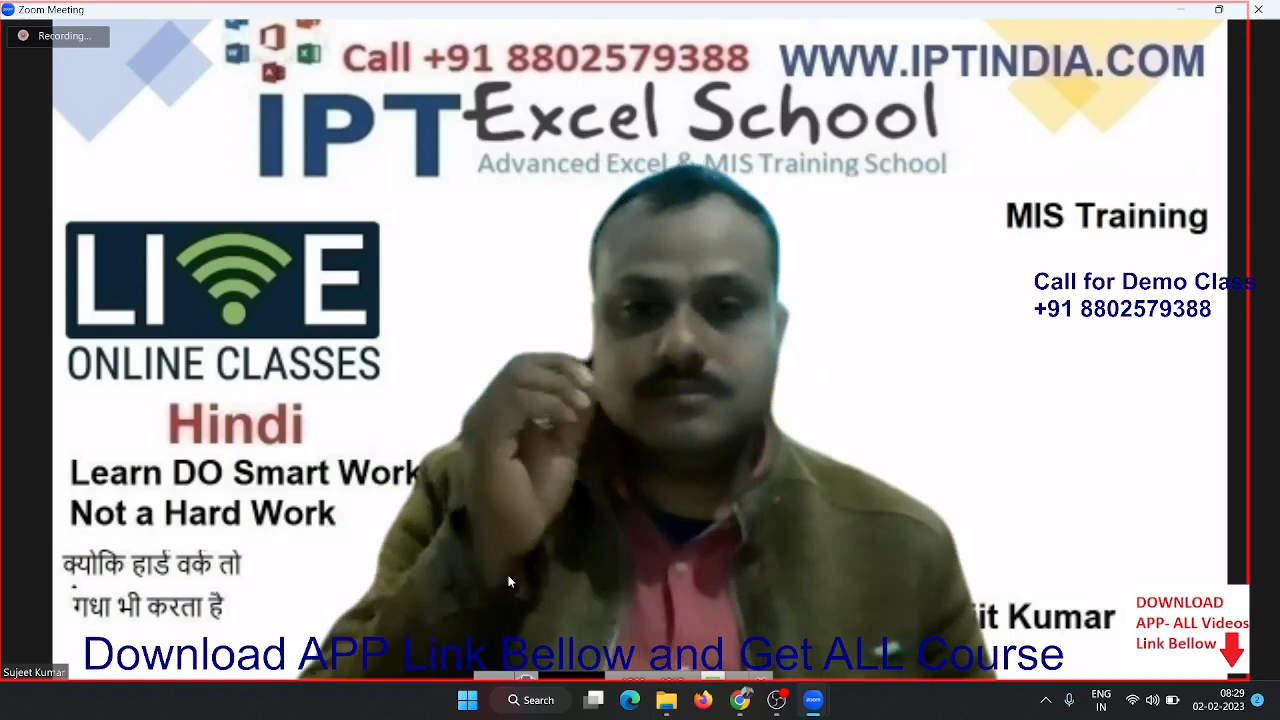 Zoom Meeting
Recording...
Call +91 8802579388
WWW.IPTINDIA.COM
IPT Excel School
Advanced Excel & MIS Training School
LIVE
ONLINE CLASSES
Hindi
Learn DO Smart Work
Not a Hard Work
क्योकि हार्ड वर्क तो
गधा भी करता है
MIS Training
Call for Demo Class
+91 8802579388
it Kumar
DOWNLOAD
APP- ALL Videos
Link Bellow
Download APP Link Bellow and Get ALL Course
Sujeet Kumar
Search
ENG
IN
08:29
02-02-2023
2